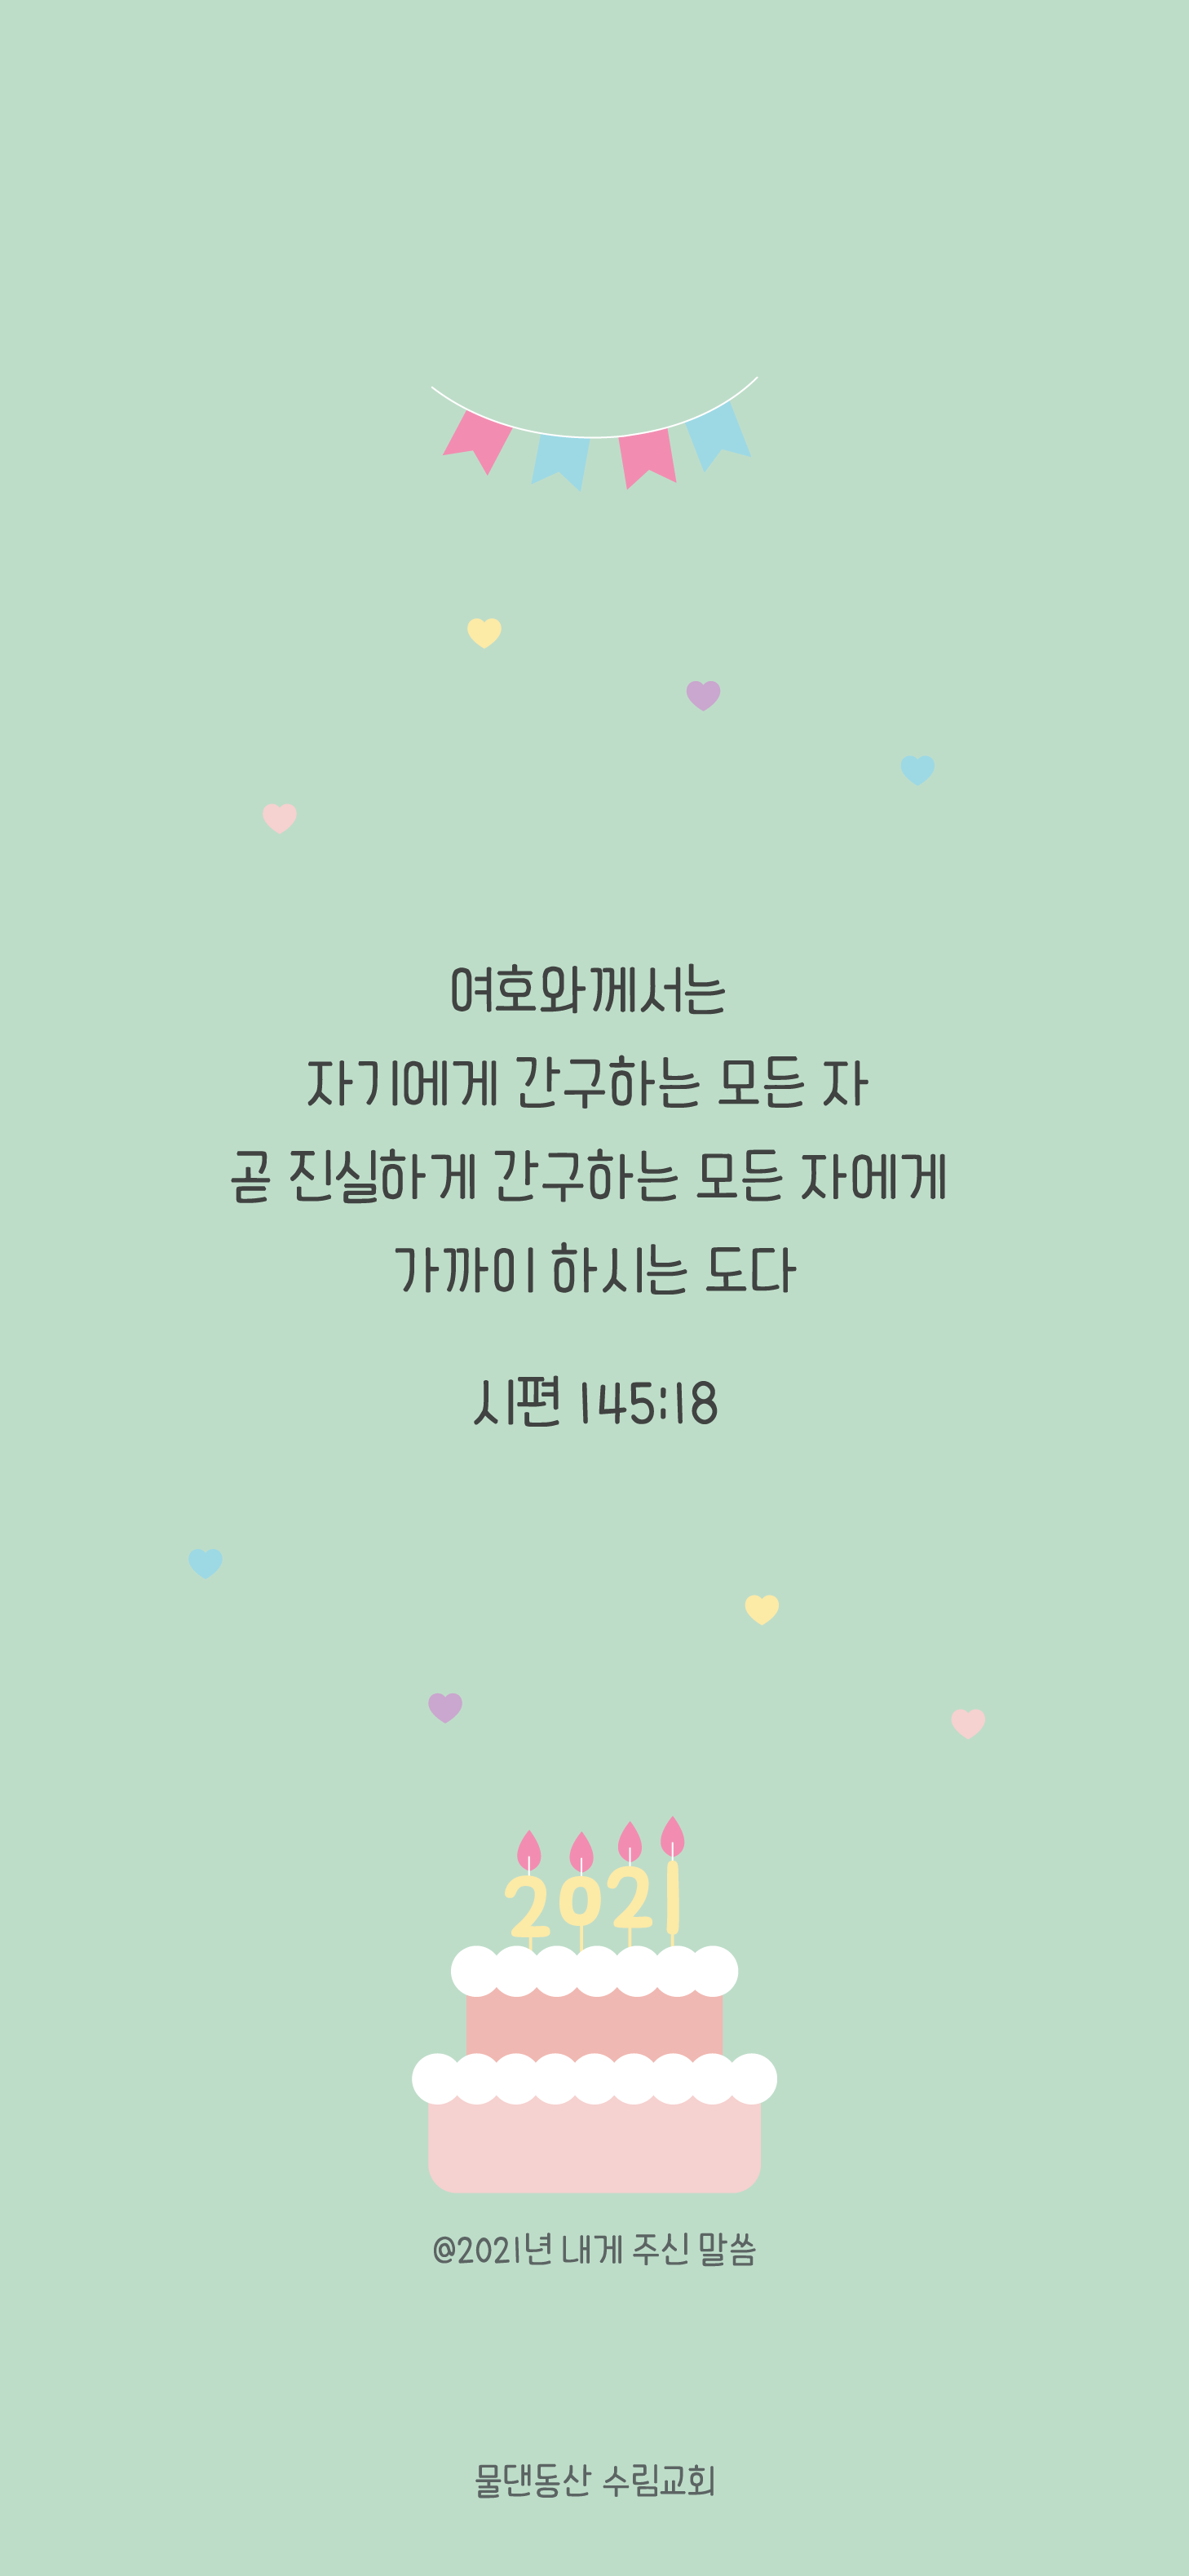 여호와께서는
자기에게 간구하는 모든 자
곧 진실하게 간구하는 모든 자에게
가까이 하시는 도다
시편 145:18
2021
@2021년 내게 주신 말씀
물댄동산 수림교회